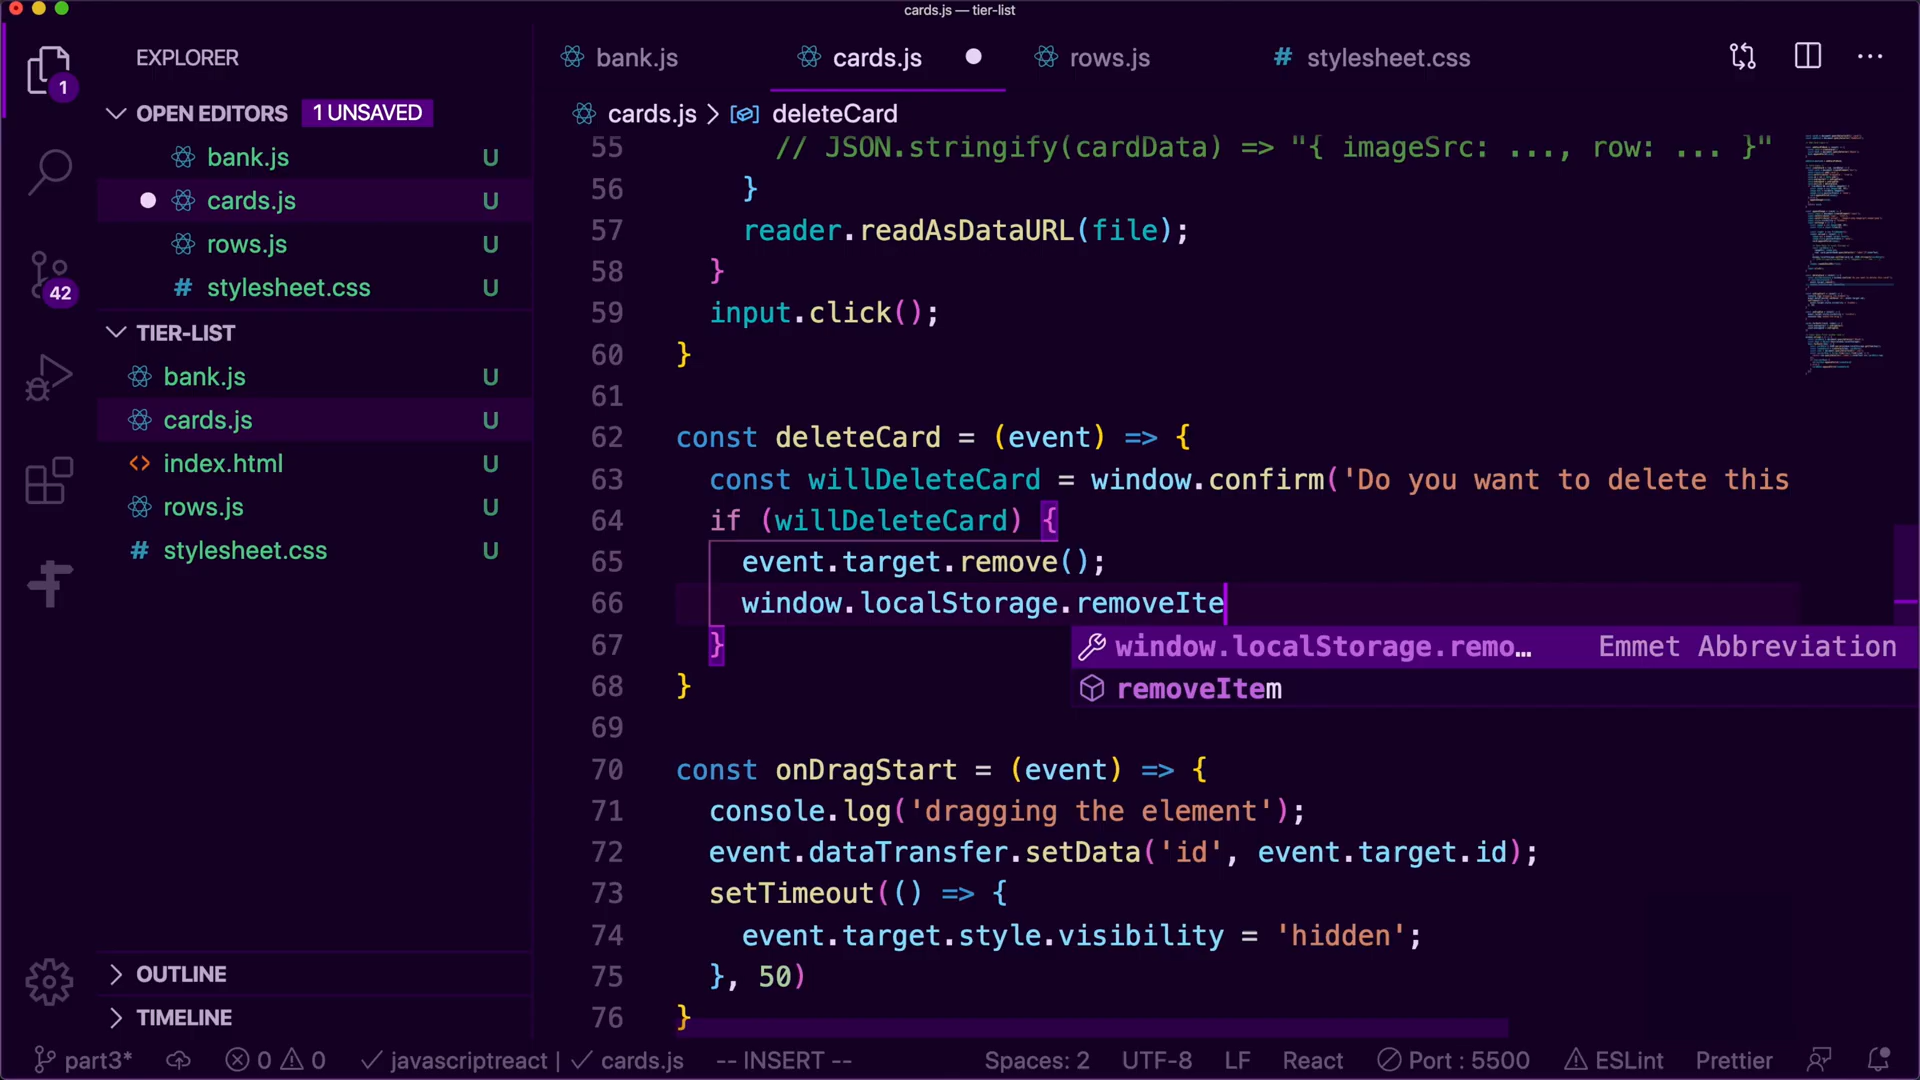 cards.js — tier-list
EXPLORER
1
OPEN EDITORS 1 UNSAVED
bank.js U
cards.js U
rows.js U
# stylesheet.css U
42
TIER-LIST
bank.js U
cards.js U
<> index.html U
rows.js U
# stylesheet.css U
OUTLINE
TIMELINE
bank.js cards.js rows.js # stylesheet.css
cards.js > deleteCard
55 // JSON.stringify(cardData) => "{ imageSrc: ..., row: ... }"
56 }
57 reader.readAsDataURL(file);
58 }
59 input.click();
60 }
61
62 const deleteCard = (event) => {
63 const willDeleteCard = window.confirm('Do you want to delete this
64 if (willDeleteCard) {
65 event.target.remove();
66 window.localStorage.removeIte
67 }
window.localStorage.remo… Emmet Abbreviation
removeItem
68 }
69
70 const onDragStart = (event) => {
71 console.log('dragging the element');
72 event.dataTransfer.setData('id', event.target.id);
73 setTimeout(() => {
74 event.target.style.visibility = 'hidden';
75 }, 50)
76 }
part3* 0 0 javascriptreact | cards.js -- INSERT -- Spaces: 2 UTF-8 LF React Port : 5500 ESLint Prettier